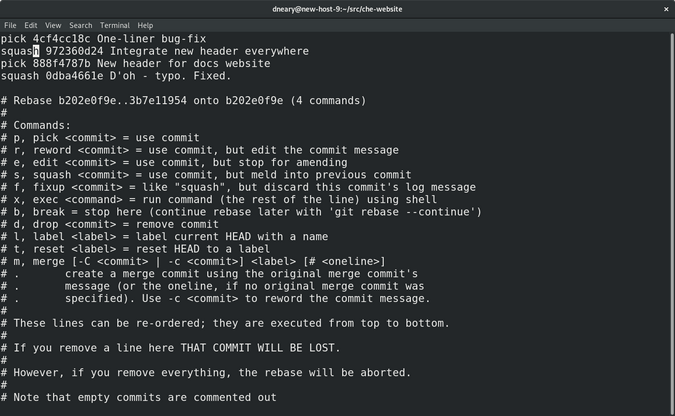 dneary@new-host-9:~/src/che-website
File Edit View Search Terminal Help
pick 4cf4cc18c One-liner bug-fix
squash 972360d24 Integrate new header everywhere
pick 888f4787b New header for docs website
squash 0dba4661e D'oh - typo. Fixed.
# Rebase b202e0f9e..3b7e11954 onto b202e0f9e (4 commands)
#
# Commands:
# p, pick <commit> = use commit
# r, reword <commit> = use commit, but edit the commit message
# e, edit <commit> = use commit, but stop for amending
# s, squash <commit> = use commit, but meld into previous commit
# f, fixup <commit> = like "squash", but discard this commit's log message
# x, exec <command> = run command (the rest of the line) using shell
# b, break = stop here (continue rebase later with 'git rebase --continue')
# d, drop <commit> = remove commit
# l, label <label> = label current HEAD with a name
# t, reset <label> = reset HEAD to a label
# m, merge [-C <commit> | -c <commit>] <label> [# <oneline>]
# .       create a merge commit using the original merge commit's
# .       message (or the oneline, if no original merge commit was
# .       specified). Use -c <commit> to reword the commit message.
#
# These lines can be re-ordered; they are executed from top to bottom.
#
# If you remove a line here THAT COMMIT WILL BE LOST.
#
# However, if you remove everything, the rebase will be aborted.
#
# Note that empty commits are commented out